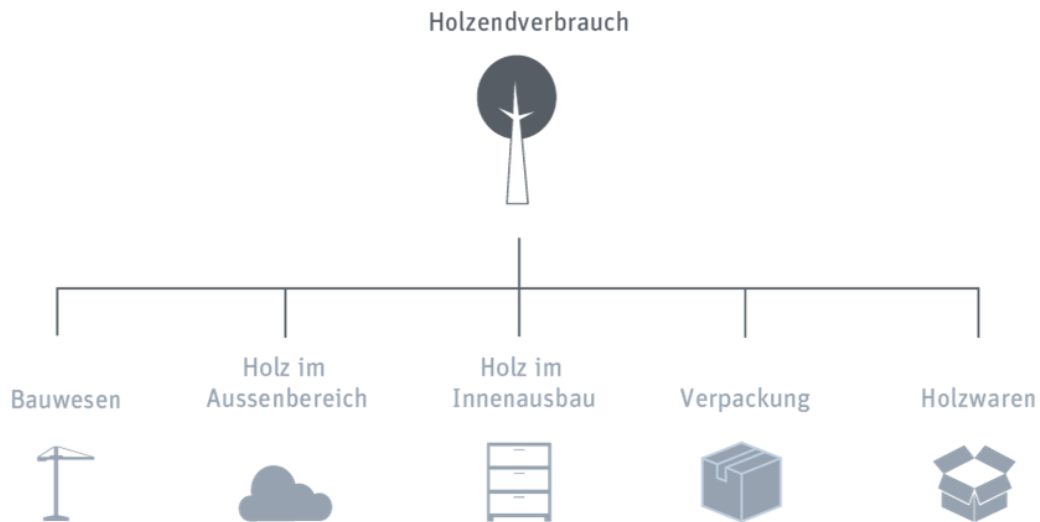 Holzendverbrauch
Bauwesen
Holz im
Aussenbereich
Holz im
Innenausbau
Verpackung
Holzwaren